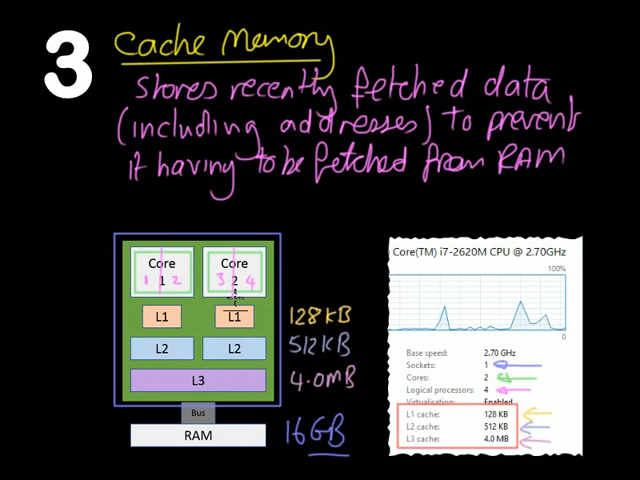 3 Cache Memory
Stores recently fetched data
(including addresses) to prevent
it having to be fetched from RAM
Core
1 1 2
Core
3 2 4
L1
L1
128KB
L2
L2
512KB
L3
4.0MB
Bus
RAM
16GB
Core(TM) i7-2620M CPU @ 2.70GHz
100%
0
Base speed: 2.70 GHz
Sockets: 1
Cores: 2
Logical processors: 4
Virtualisation: Enabled
L1 cache: 128 KB
L2 cache: 512 KB
L3 cache: 4.0 MB